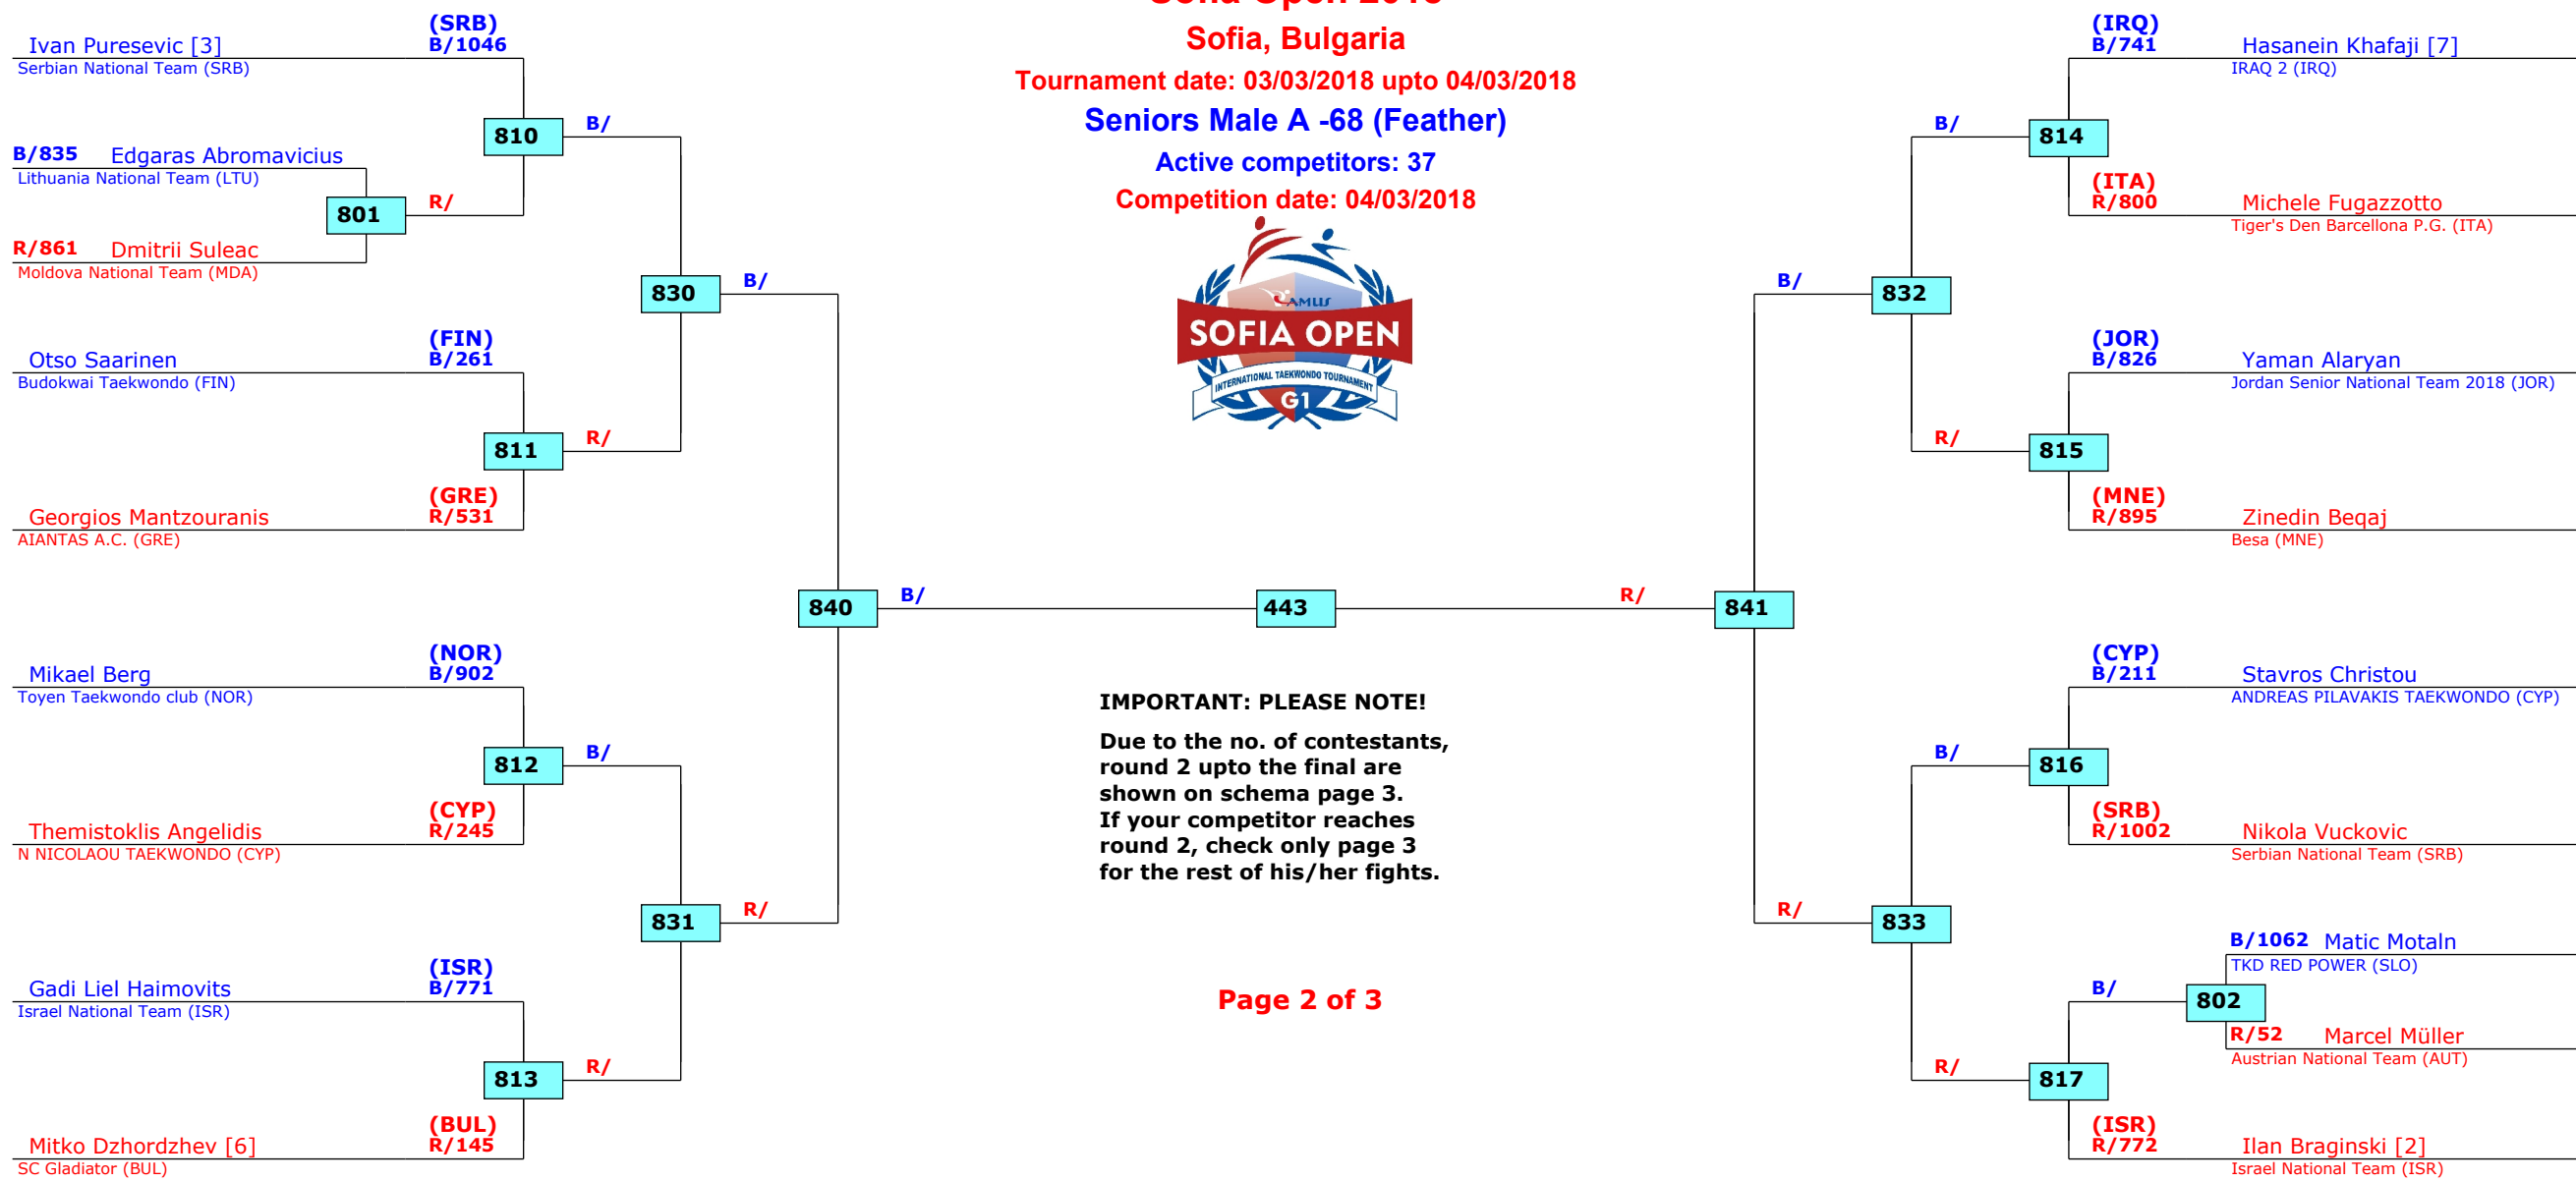 Sofia Open 2018
Sofia, Bulgaria
Tournament date: 03/03/2018 upto 04/03/2018
Seniors Male A -68 (Feather)
Active competitors: 37
Competition date: 04/03/2018
CAMUS
SOFIA OPEN
INTERNATIONAL TAEKWONDO TOURNAMENT
G1
(SRB)
Ivan Puresevic [3] B/1046
Serbian National Team (SRB)
810
B/
B/835 Edgaras Abromavicius
Lithuania National Team (LTU)
801
R/
R/861 Dmitrii Suleac
Moldova National Team (MDA)
830
B/
(FIN)
Otso Saarinen B/261
Budokwai Taekwondo (FIN)
811
R/
(GRE)
Georgios Mantzouranis R/531
AIANTAS A.C. (GRE)
840
B/
(NOR)
Mikael Berg B/902
Toyen Taekwondo club (NOR)
812
B/
(CYP)
Themistoklis Angelidis R/245
N NICOLAOU TAEKWONDO (CYP)
831
R/
(ISR)
Gadi Liel Haimovits B/771
Israel National Team (ISR)
813
R/
(BUL)
Mitko Dzhordzhev [6] R/145
SC Gladiator (BUL)
443
IMPORTANT: PLEASE NOTE!
Due to the no. of contestants,
round 2 upto the final are
shown on schema page 3.
If your competitor reaches
round 2, check only page 3
for the rest of his/her fights.
Page 2 of 3
(IRQ)
B/741 Hasanein Khafaji [7]
IRAQ 2 (IRQ)
B/
814
(ITA)
R/800 Michele Fugazzotto
Tiger's Den Barcellona P.G. (ITA)
B/
832
(JOR)
B/826 Yaman Alaryan
Jordan Senior National Team 2018 (JOR)
R/
815
(MNE)
R/895 Zinedin Beqaj
Besa (MNE)
R/
841
(CYP)
B/211 Stavros Christou
ANDREAS PILAVAKIS TAEKWONDO (CYP)
B/
816
(SRB)
R/1002 Nikola Vuckovic
Serbian National Team (SRB)
R/
833
B/1062 Matic Motaln
TKD RED POWER (SLO)
B/
802
R/52 Marcel Müller
Austrian National Team (AUT)
R/
817
(ISR)
R/772 Ilan Braginski [2]
Israel National Team (ISR)